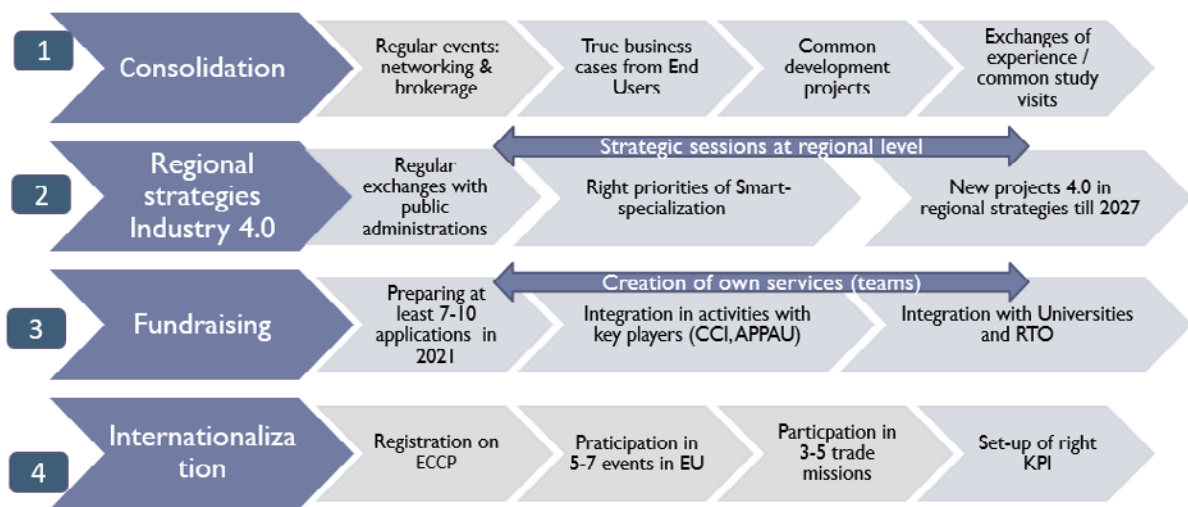 1
Consolidation
Regular events:
networking &
brokerage
True business
cases from End
Users
Common
development
projects
Exchanges of
experience /
common study
visits
2
Regional
strategies
Industry 4.0
Strategic sessions at regional level
Regular
exchanges with
public
administrations
Right priorities of Smart-
specialization
New projects 4.0 in
regional strategies till 2027
3
Fundraising
Creation of own services (teams)
Preparing at
least 7-10
applications in
2021
Integration in activities with
key players (CCI, APPAU)
Integration with Universities
and RTO
4
Internationaliza
tion
Registration on
ECCP
Praticipation in
5-7 events in EU
Particpation in
3-5 trade
missions
Set-up of right
KPI